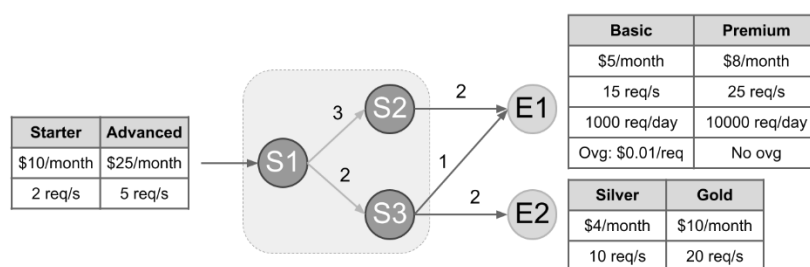 Starter Advanced
$10/month $25/month
2 req/s 5 req/s
S1
3
2
S2
S3
2
1
2
E1
E2
Basic Premium
$5/month $8/month
15 req/s 25 req/s
1000 req/day 10000 req/day
Ovg: $0.01/req No ovg
Silver Gold
$4/month $10/month
10 req/s 20 req/s